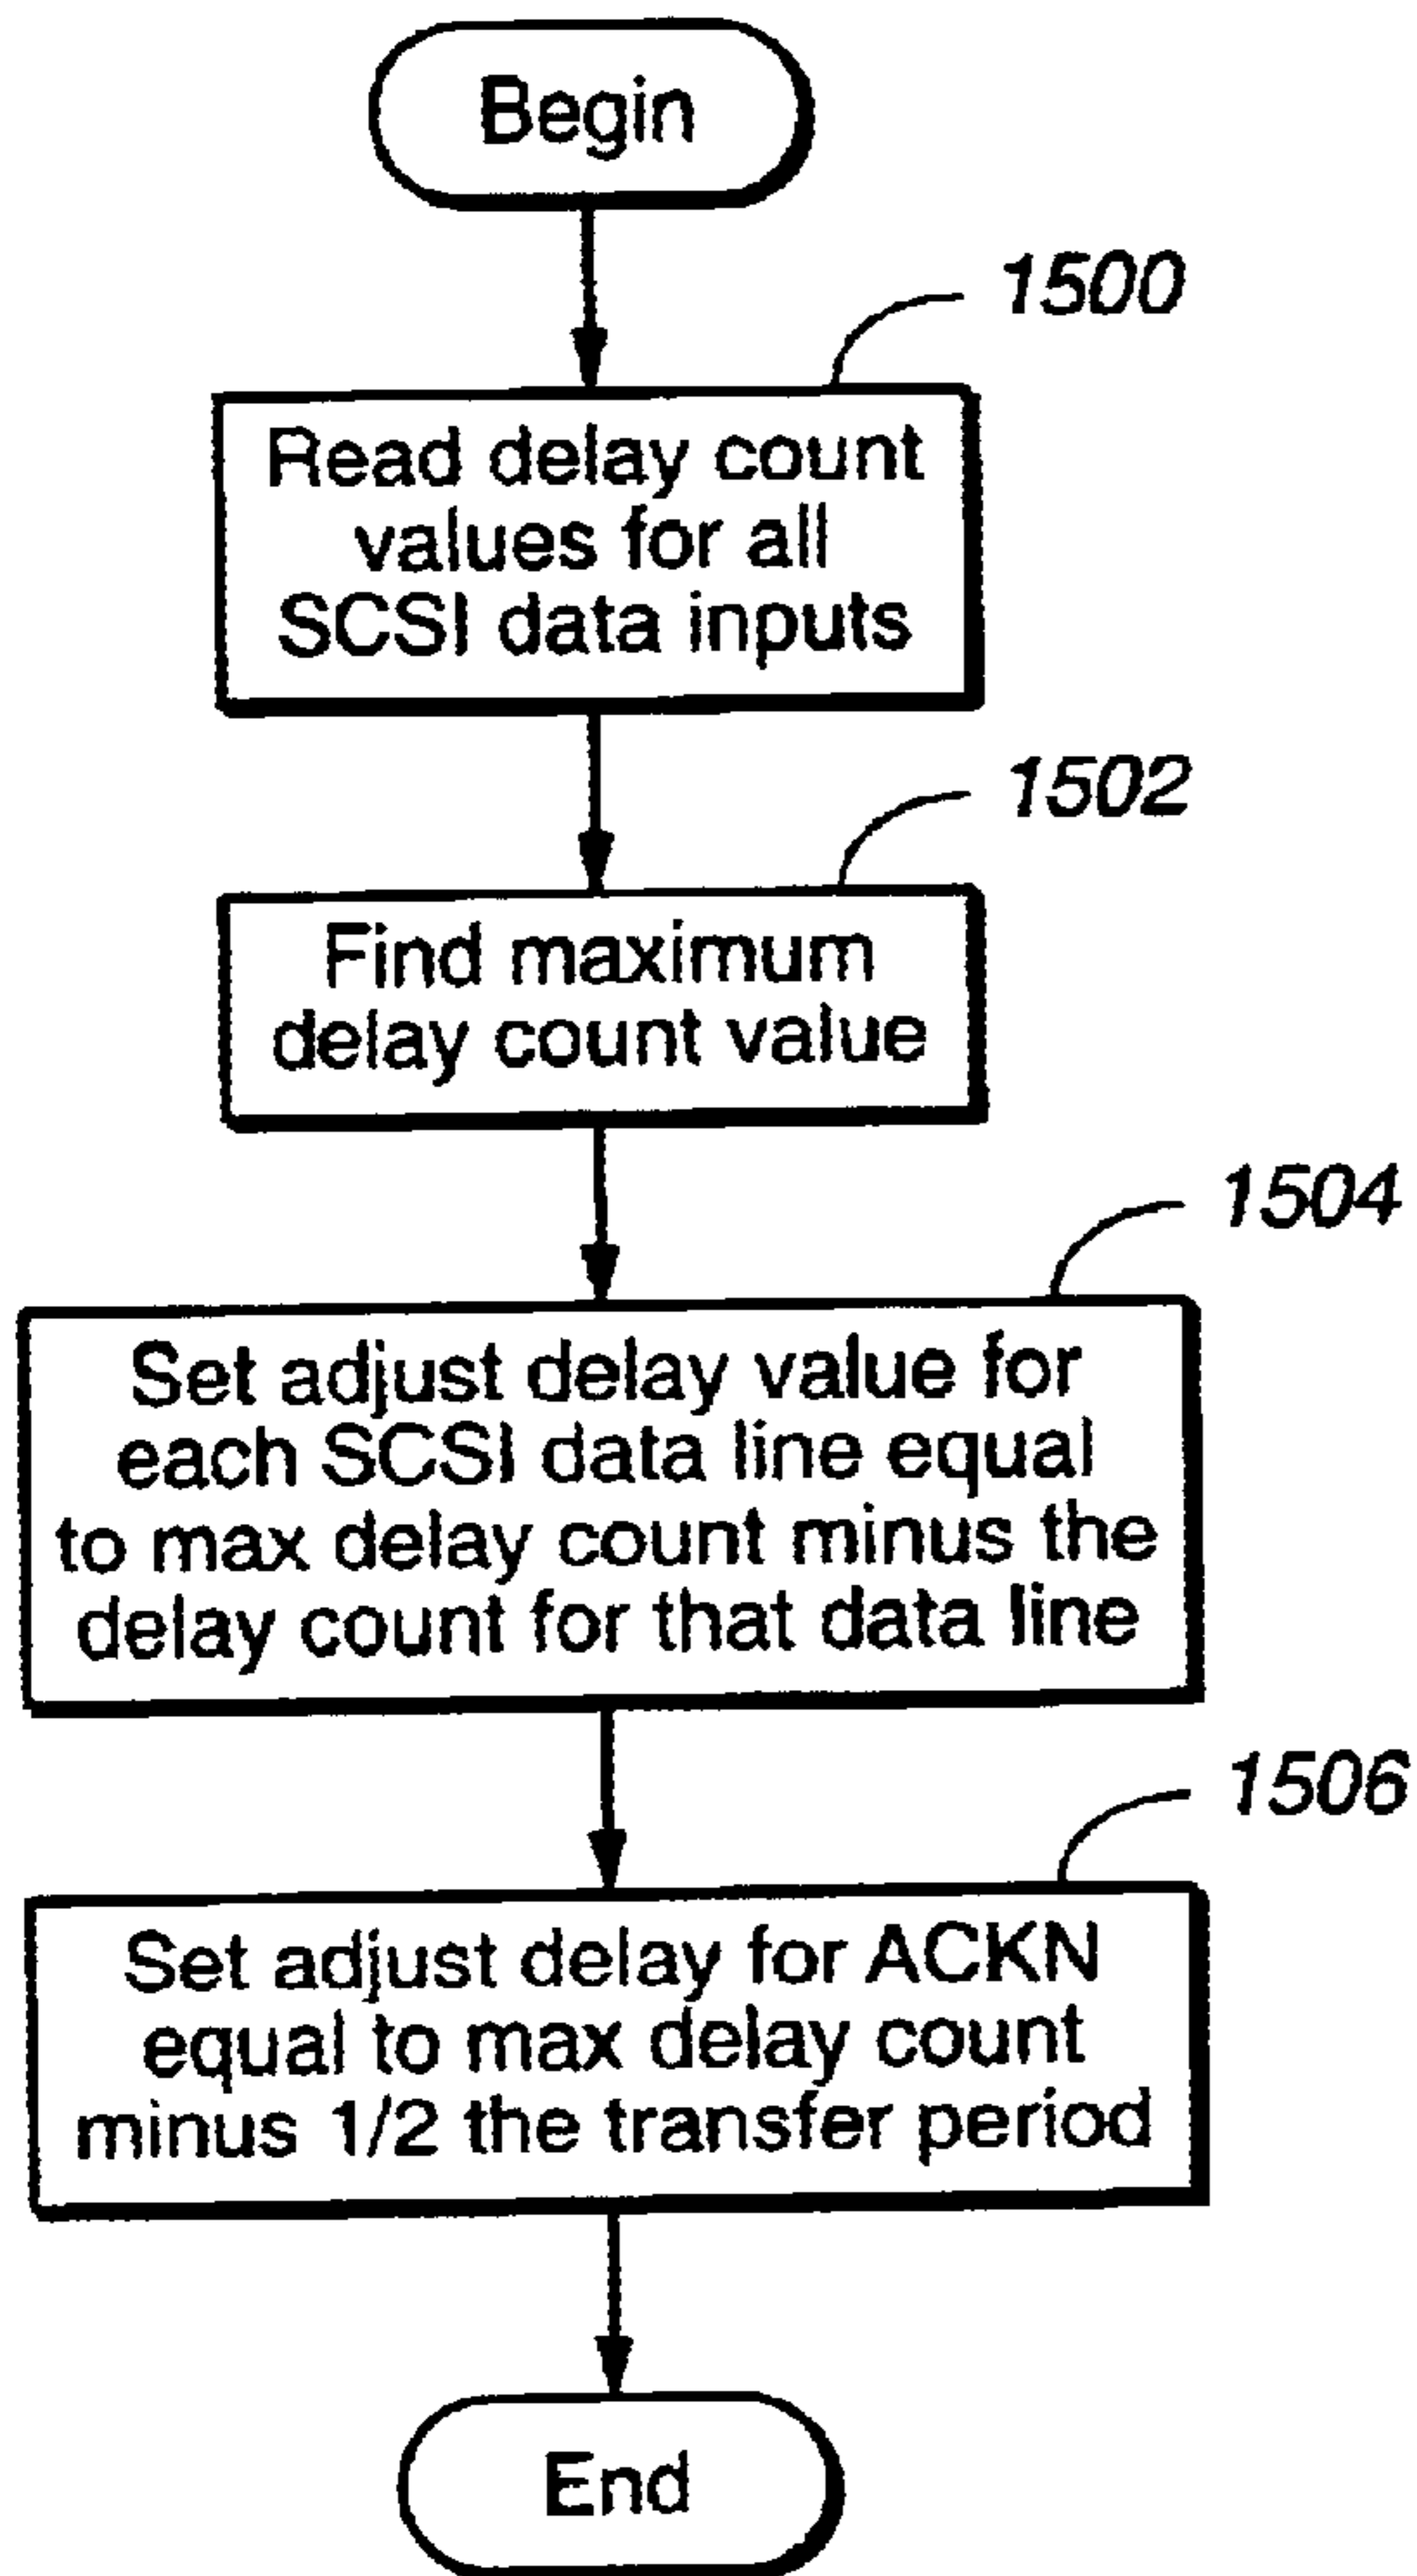 Begin
1500
Read delay count
values for all
SCSI data inputs
1502
Find maximum
delay count value
1504
Set adjust delay value for
each SCSI data line equal
to max delay count minus the
delay count for that data line
1506
Set adjust delay for ACKN
equal to max delay count
minus 1/2 the transfer period
End